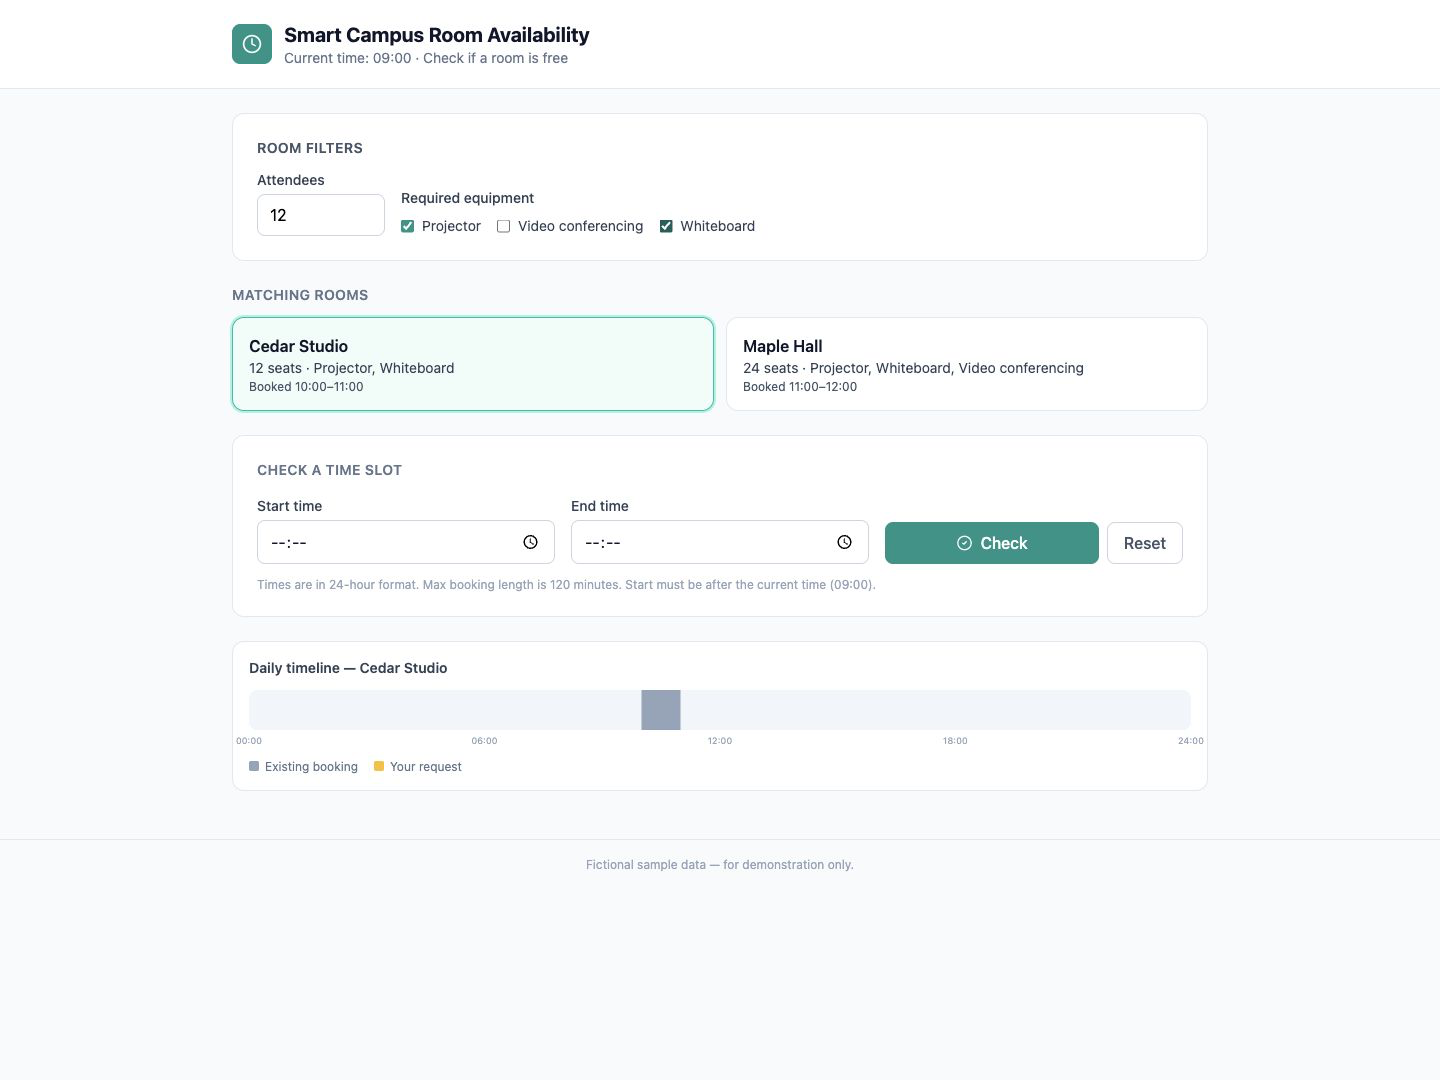 Smart Campus Room Availability
Current time: 09:00 · Check if a room is free
ROOM FILTERS
Attendees
12
Required equipment
Projector
Video conferencing
Whiteboard
MATCHING ROOMS
Cedar Studio
12 seats · Projector, Whiteboard
Booked 10:00–11:00
Maple Hall
24 seats · Projector, Whiteboard, Video conferencing
Booked 11:00–12:00
CHECK A TIME SLOT
Start time
--:--
End time
--:--
Check
Reset
Times are in 24-hour format. Max booking length is 120 minutes. Start must be after the current time (09:00).
Daily timeline — Cedar Studio
00:00 06:00 12:00 18:00 24:00
Existing booking
Your request
Fictional sample data — for demonstration only.